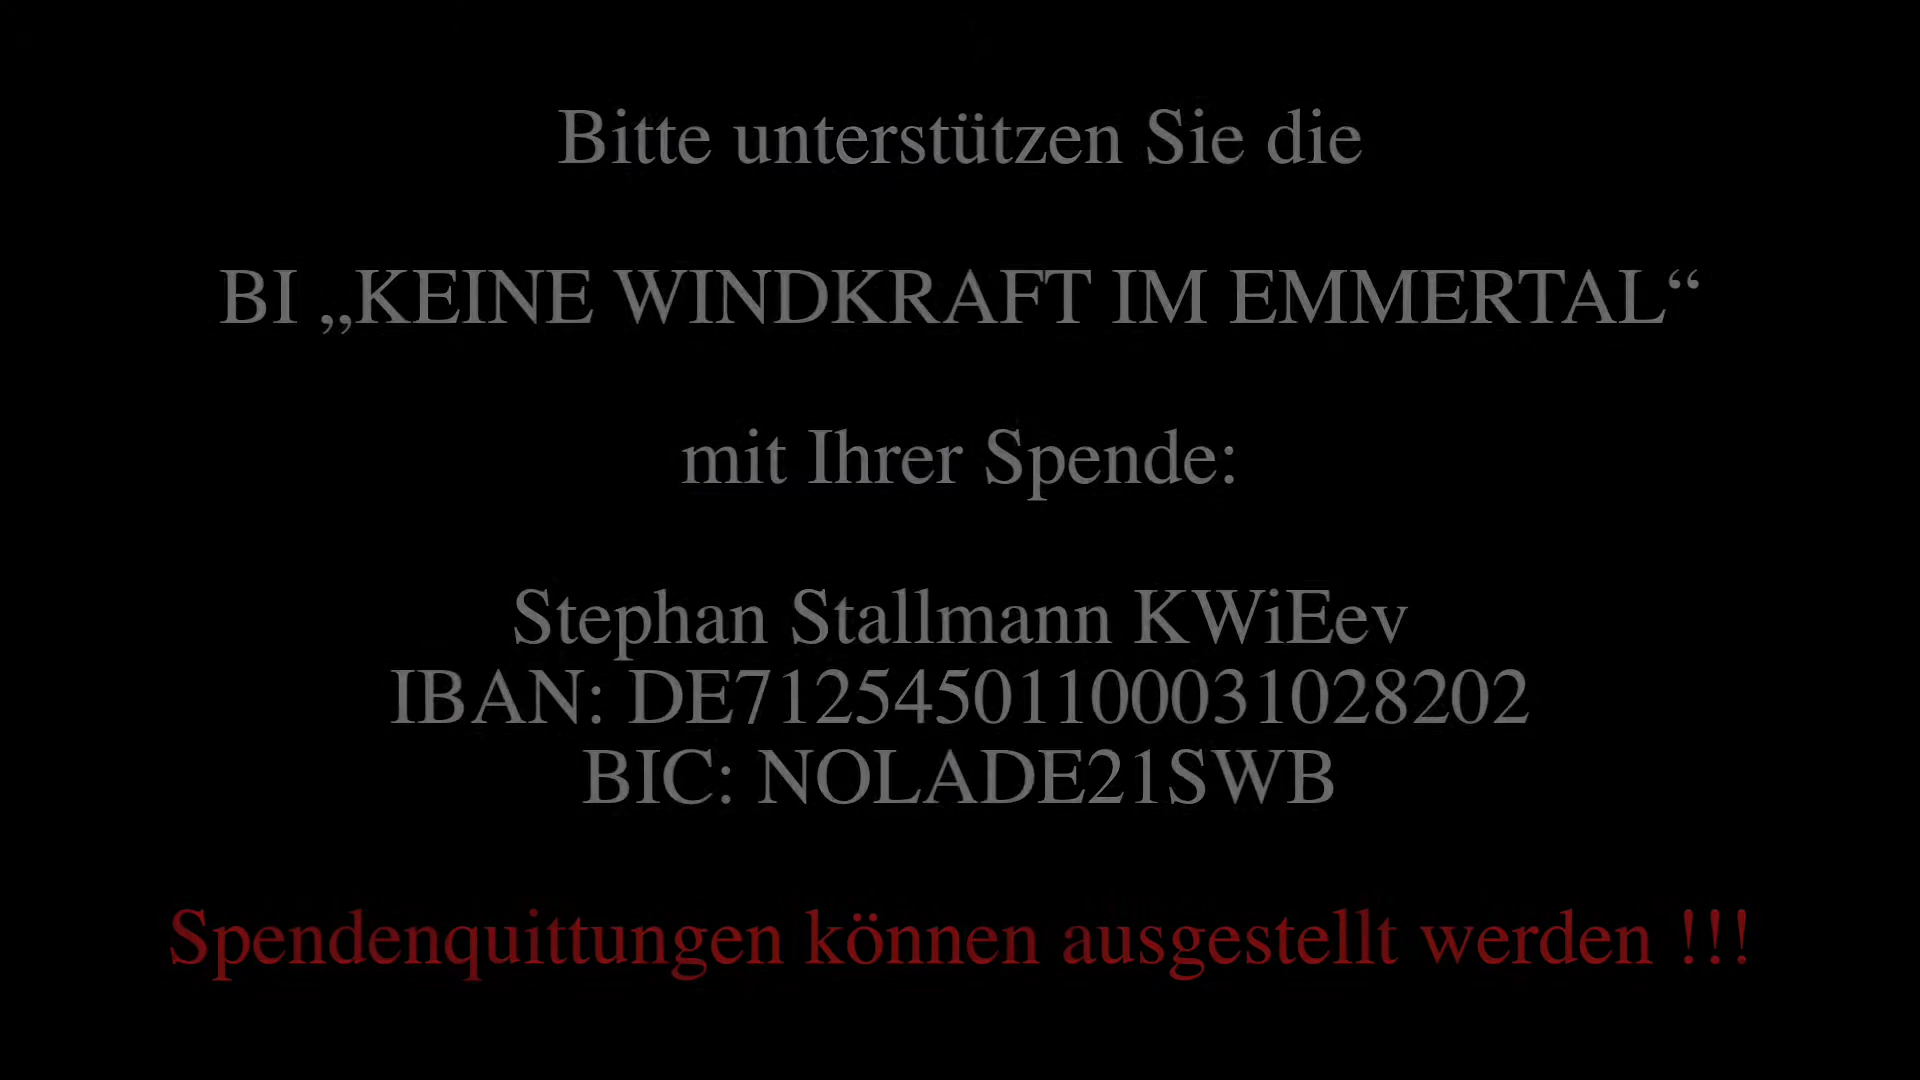 Bitte unterstützen Sie die
BI „KEINE WINDKRAFT IM EMMERTAL“
mit Ihrer Spende:
Stephan Stallmann KWiEev
IBAN: DE71254501100031028202
BIC: NOLADE21SWB
Spendenquittungen können ausgestellt werden !!!